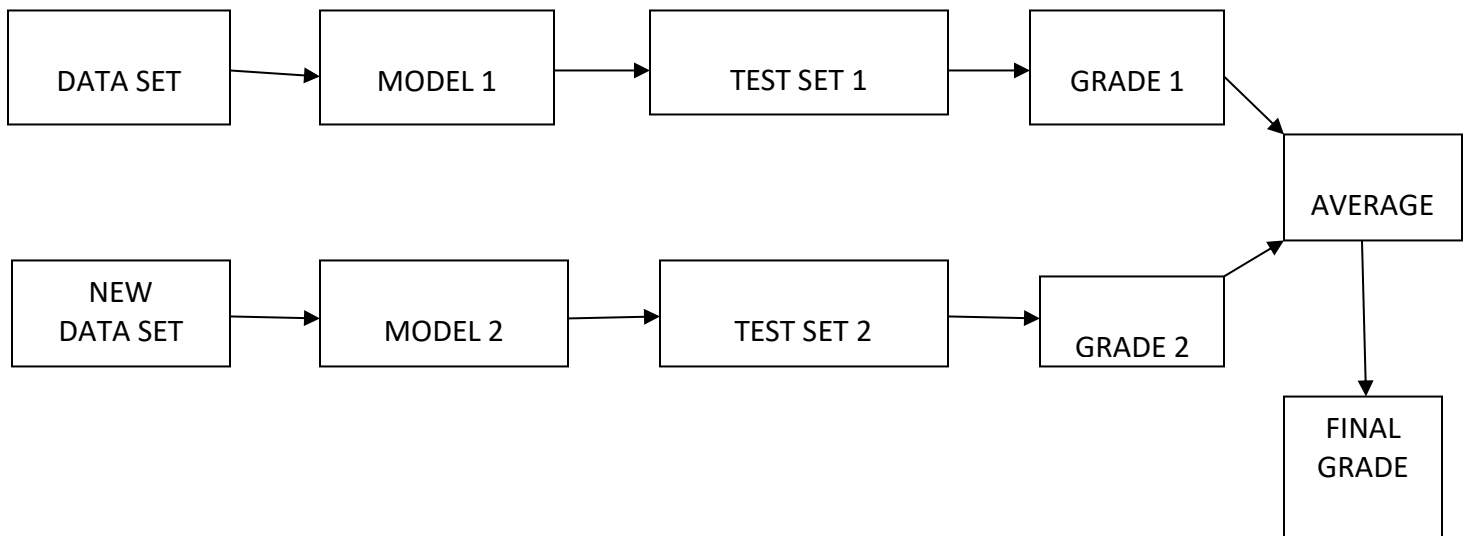 DATA SET
MODEL 1
TEST SET 1
GRADE 1
AVERAGE
NEW
DATA SET
MODEL 2
TEST SET 2
GRADE 2
FINAL
GRADE